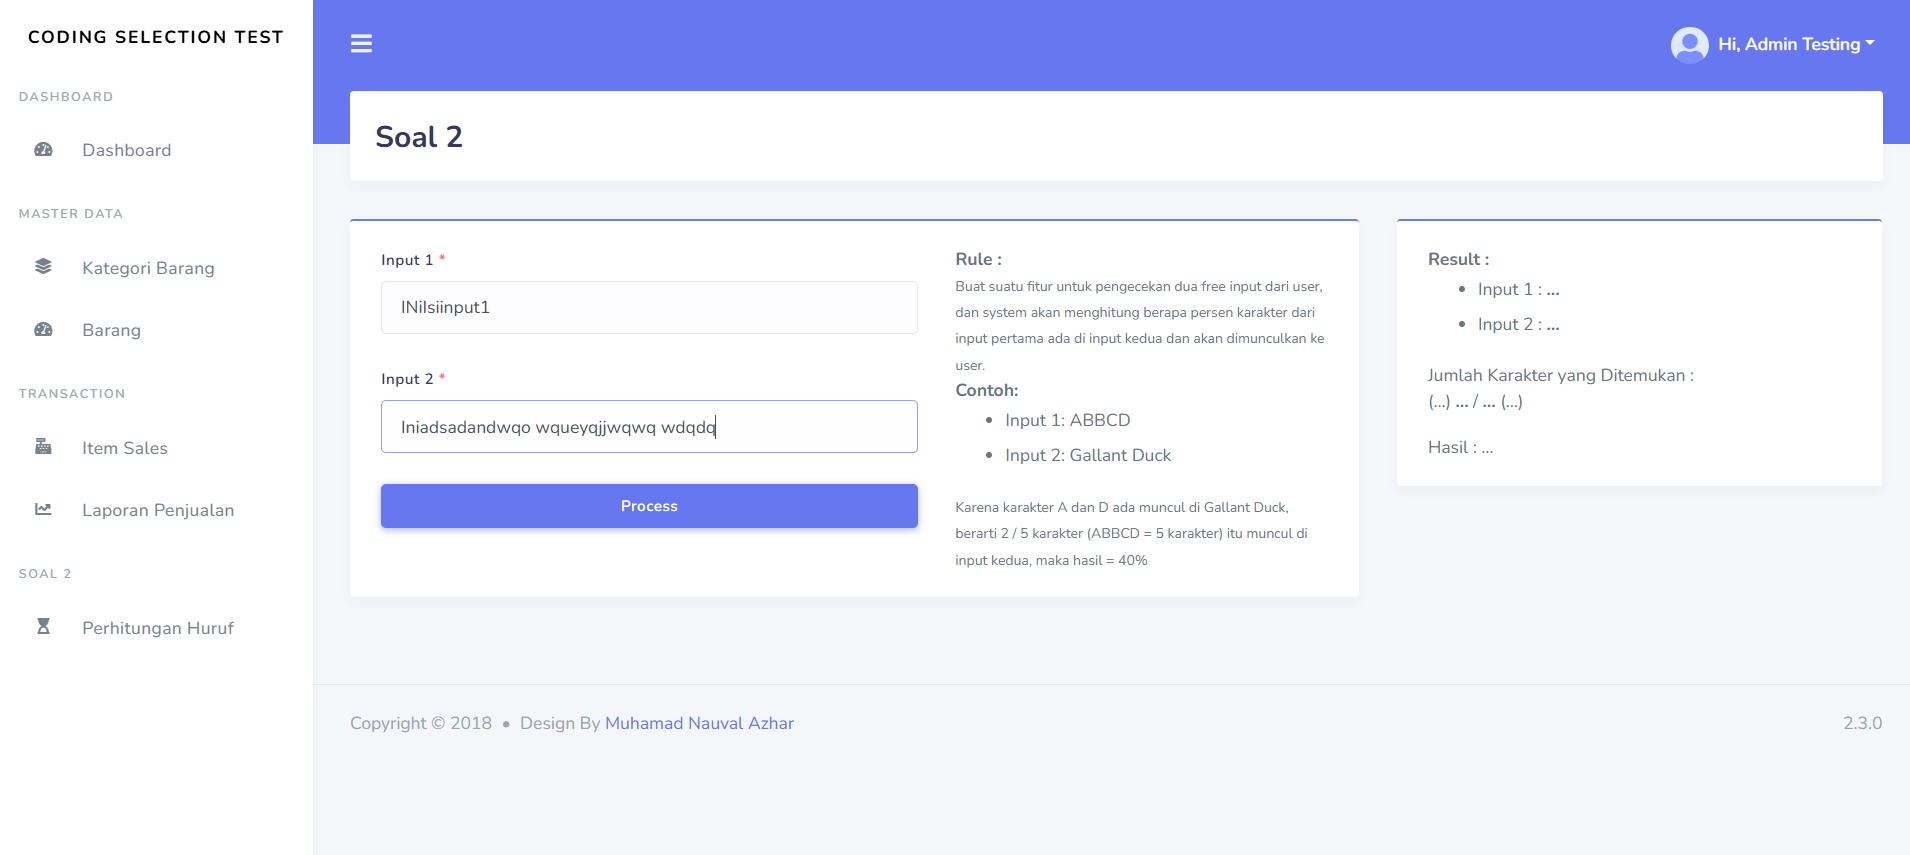 CODING SELECTION TEST
DASHBOARD
Dashboard
MASTER DATA
Kategori Barang
Barang
TRANSACTION
Item Sales
Laporan Penjualan
SOAL 2
Perhitungan Huruf
Hi, Admin Testing
Soal 2
Input 1 *
INilsiinput1
Input 2 *
Iniadsadandwqo wqueyqjjwqwq wdqdq
Process
Rule :
Buat suatu fitur untuk pengecekan dua free input dari user,
dan system akan menghitung berapa persen karakter dari
input pertama ada di input kedua dan akan dimunculkan ke
user.
Contoh:
• Input 1: ABBCD
• Input 2: Gallant Duck
Karena karakter A dan D ada muncul di Gallant Duck,
berarti 2 / 5 karakter (ABBCD = 5 karakter) itu muncul di
input kedua, maka hasil = 40%
Result :
• Input 1 : ...
• Input 2 : ...
Jumlah Karakter yang Ditemukan :
(...) ... / ... (...)
Hasil : ...
Copyright © 2018 • Design By Muhamad Nauval Azhar
2.3.0